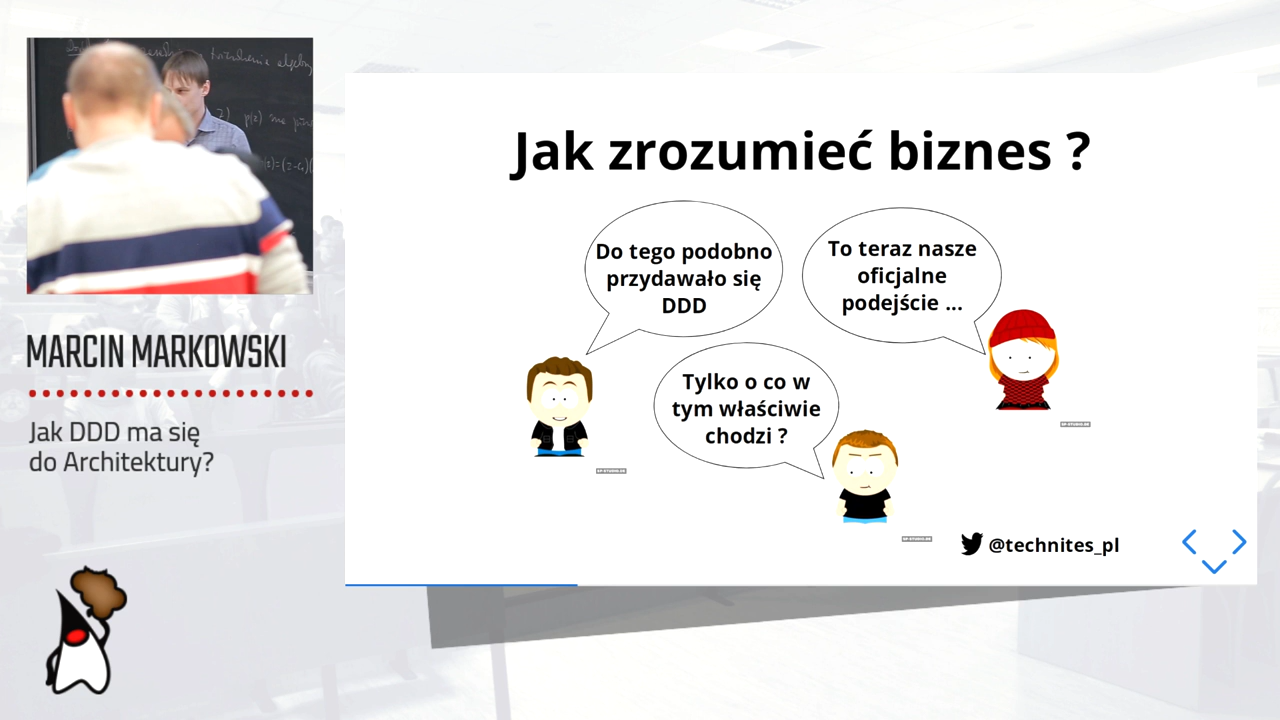 MARCIN MARKOWSKI
Jak DDD ma się
do Architektury?
Jak zrozumieć biznes ?
Do tego podobno
przydawało się
DDD
To teraz nasze
oficjalne
podejście ...
Tylko o co w
tym właściwie
chodzi ?
@technites_pl